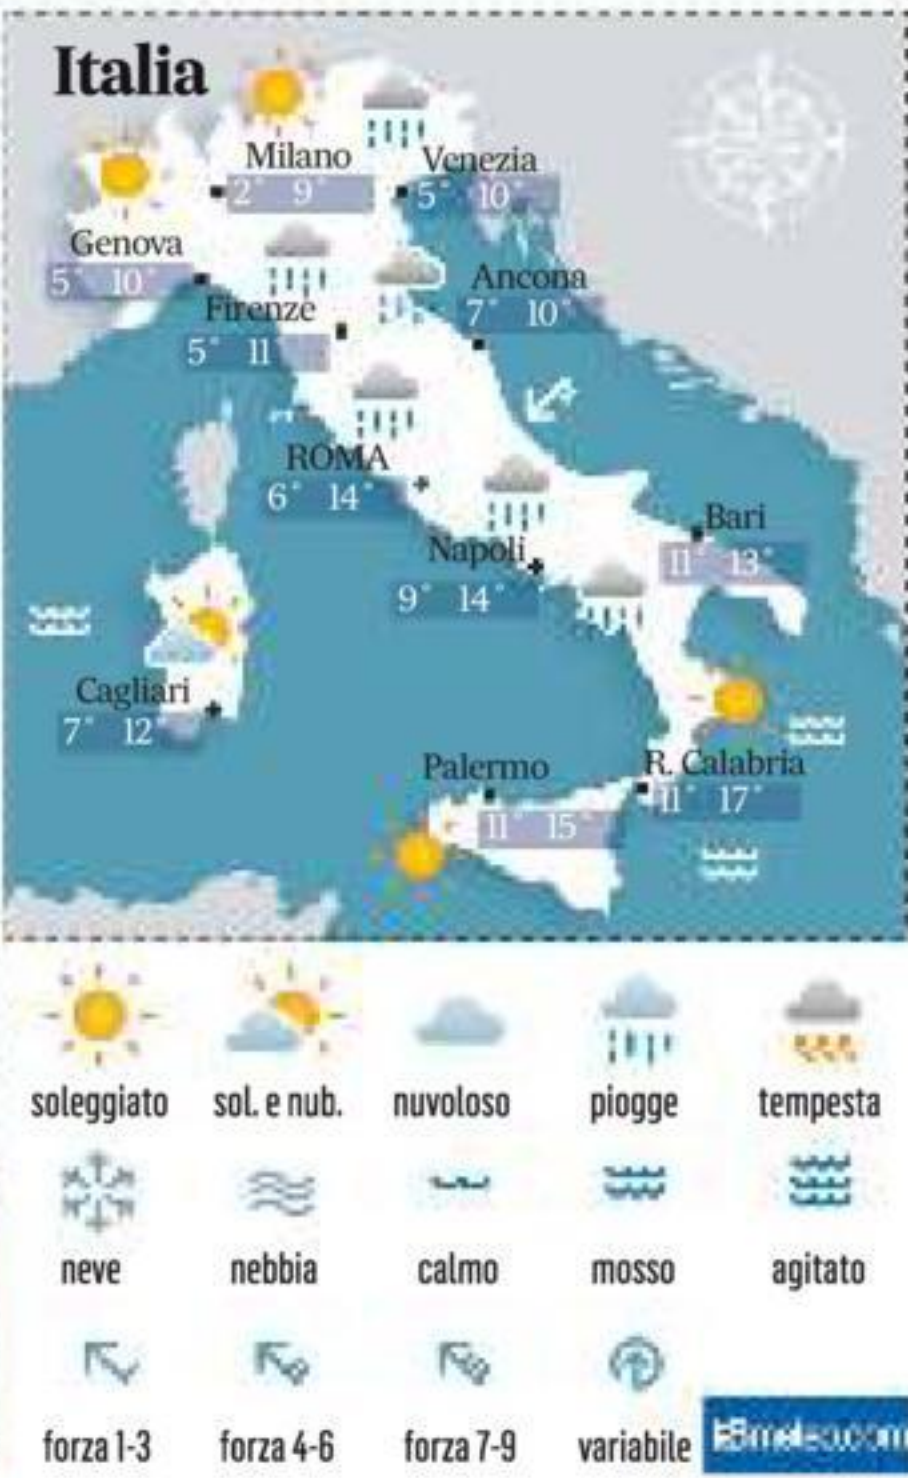 Italia
Milano
2° 9°
Venezia
5° 10°
Genova
5° 10°
Firenze
5° 11
Ancona
7° 10°
ROMA
6° 14°
Napoli
9° 14°
Bari
11° 13°
Cagliari
7° 12°
Palermo
11° 15°
R. Calabria
11° 17°
soleggiato sol. e nub. nuvoloso piogge tempesta
neve nebbia calmo mosso agitato
forza 1-3 forza 4-6 forza 7-9 variabile